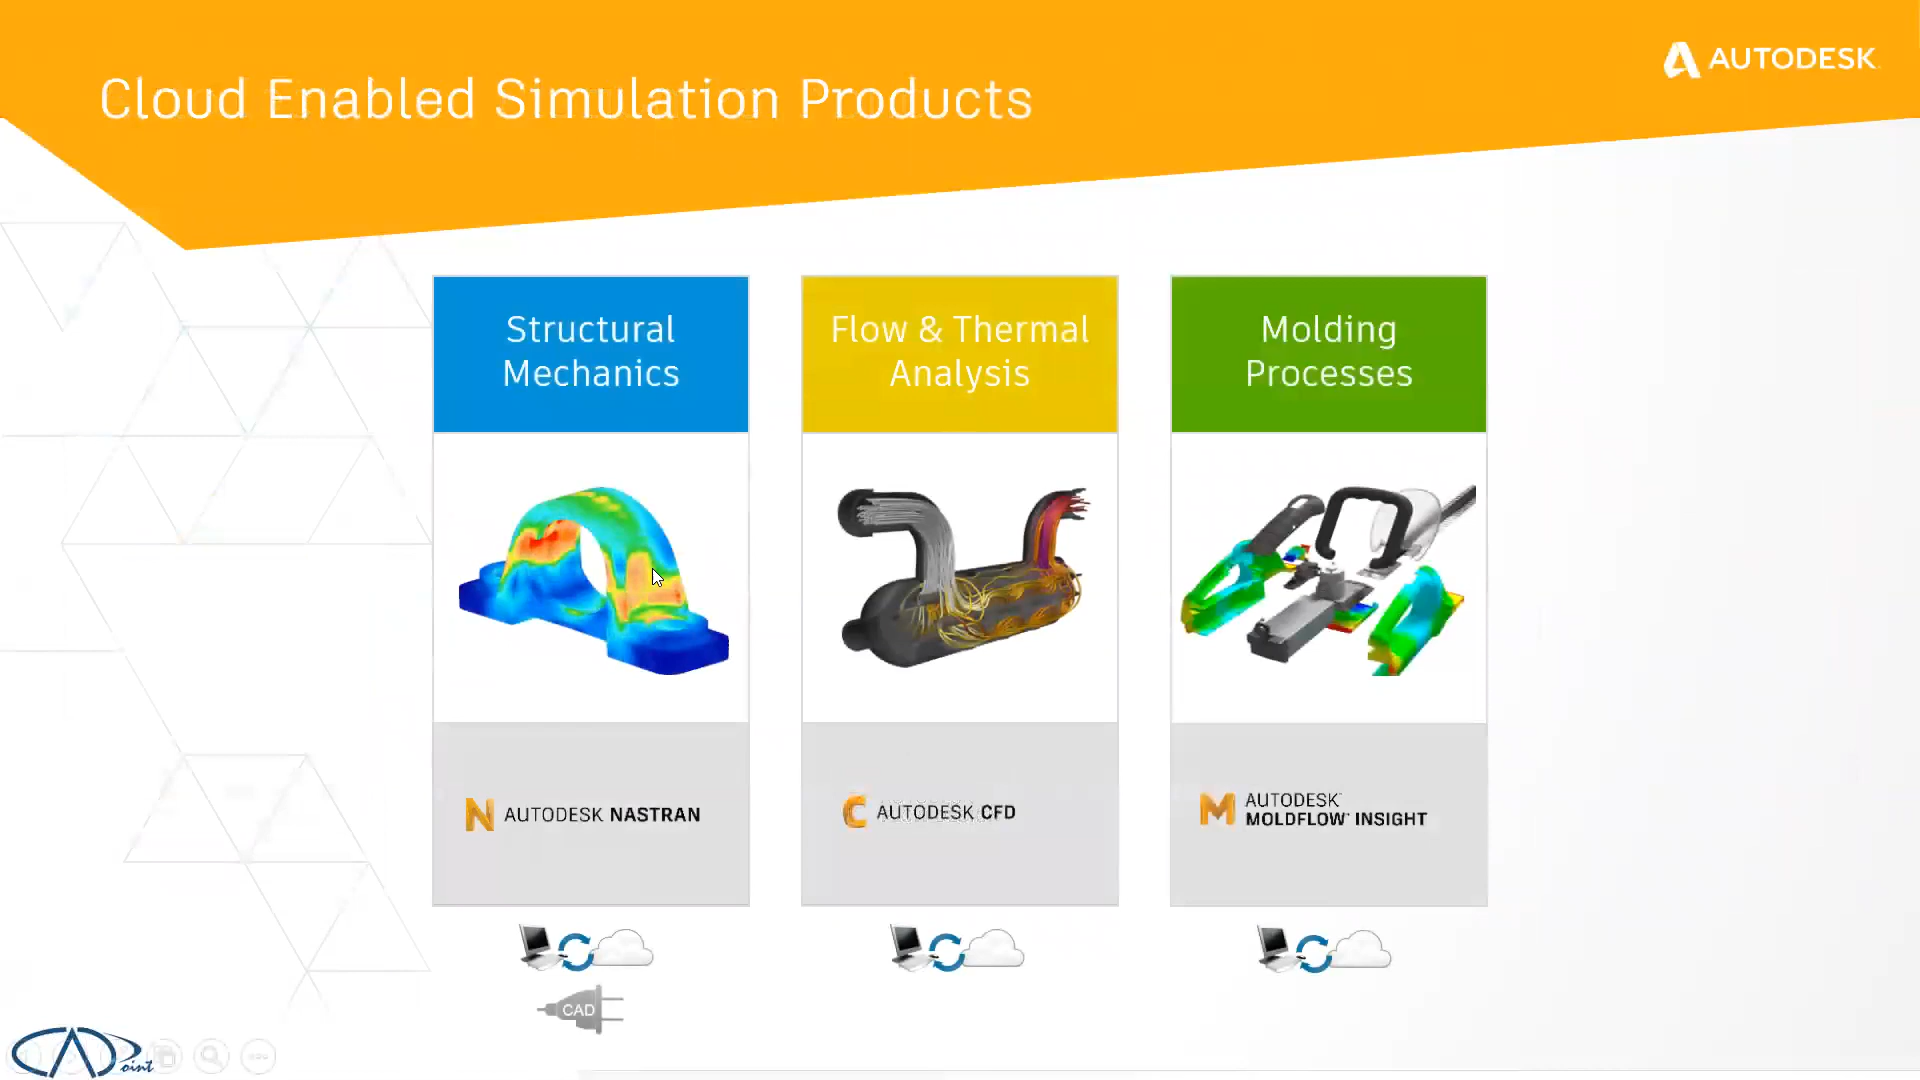 Cloud Enabled Simulation Products
AUTODESK
Structural
Mechanics
Flow & Thermal
Analysis
Molding
Processes
N AUTODESK NASTRAN
C AUTODESK CFD
M AUTODESK
MOLDFLOW INSIGHT
CAD
CADPoint